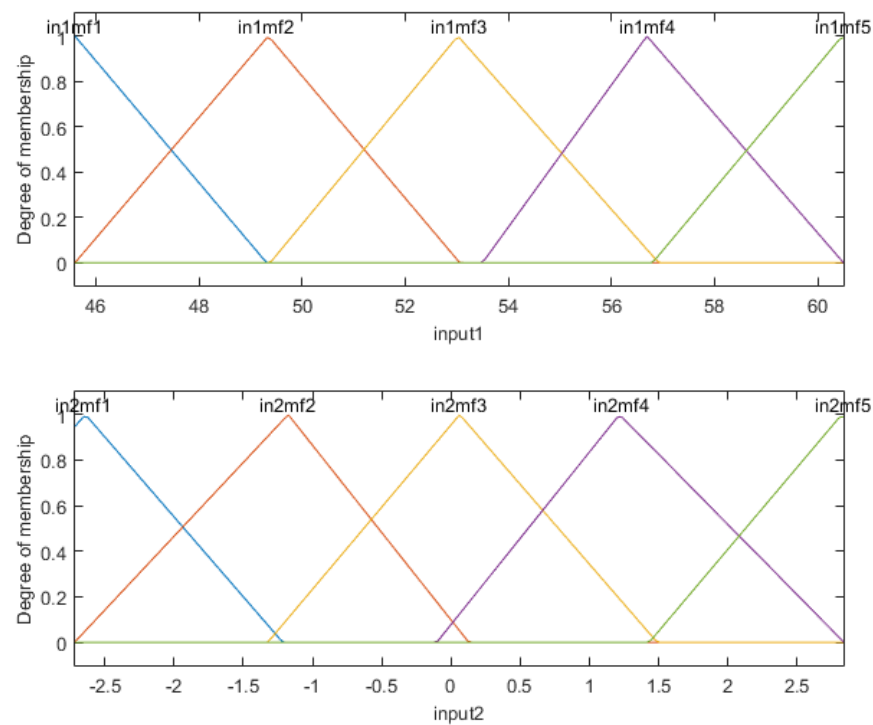 in1mf1 in1mf2 in1mf3 in1mf4 in1mf5
1
0.8
0.6
0.4
0.2
0
Degree of membership
46 48 50 52 54 56 58 60
input1
in2mf1 in2mf2 in2mf3 in2mf4 in2mf5
1
0.8
0.6
0.4
0.2
0
Degree of membership
-2.5 -2 -1.5 -1 -0.5 0 0.5 1 1.5 2 2.5
input2